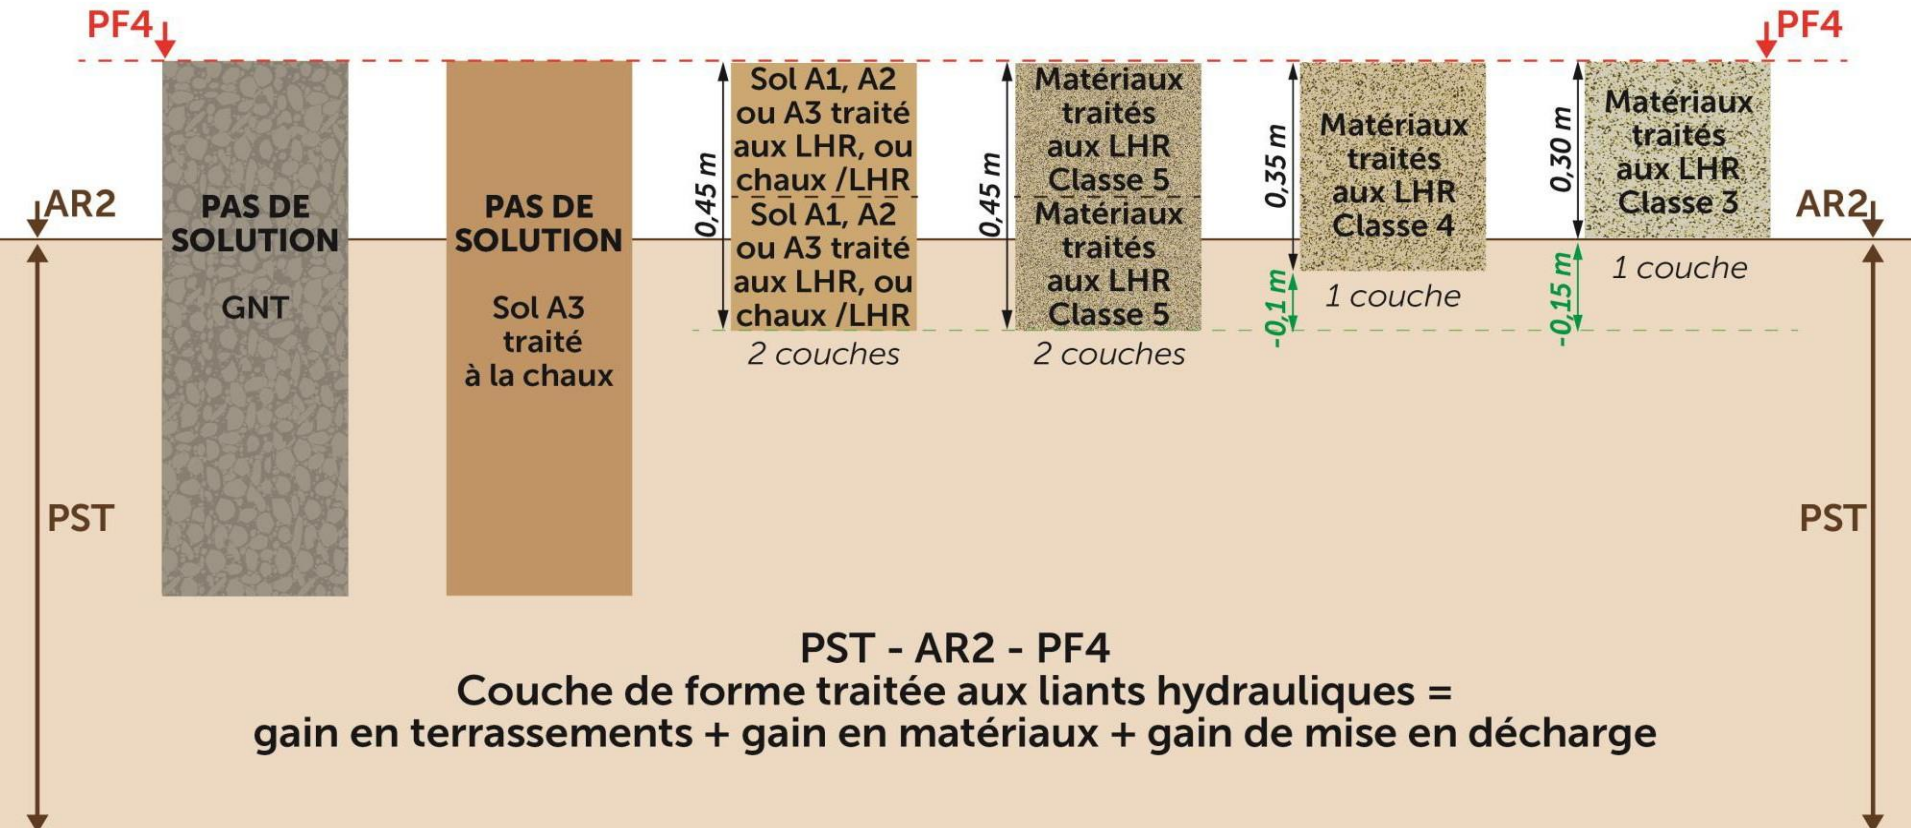 PF4
PF4
AR2
PAS DE
SOLUTION
GNT
PAS DE
SOLUTION
Sol A3
traité
à la chaux
0,45 m
Sol A1, A2
ou A3 traité
aux LHR, ou
chaux /LHR
Sol A1, A2
ou A3 traité
aux LHR, ou
chaux /LHR
2 couches
0,45 m
Matériaux
traités
aux LHR
Classe 5
Matériaux
traités
aux LHR
Classe 5
2 couches
0,35 m
Matériaux
traités
aux LHR
Classe 4
-0,1 m
1 couche
0,30 m
Matériaux
traités
aux LHR
Classe 3
-0,15 m
1 couche
AR2
PST
PST
PST - AR2 - PF4
Couche de forme traitée aux liants hydrauliques =
gain en terrassements + gain en matériaux + gain de mise en décharge